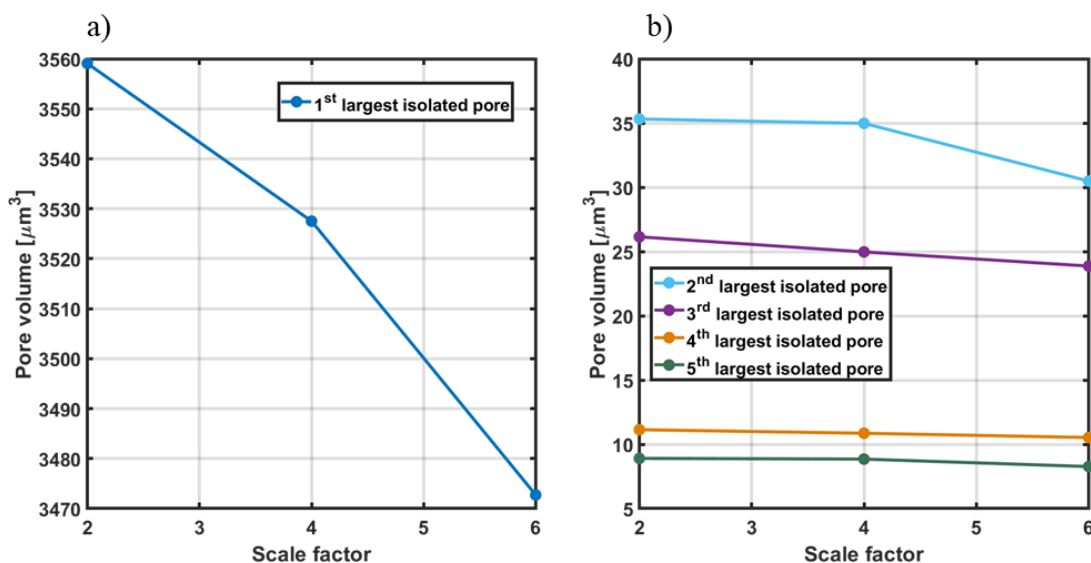 a)
3560
3550
3540
3530
3520
3510
3500
3490
3480
3470
Pore volume [μm³]
1st largest isolated pore
2 3 4 5 6
Scale factor
b)
40
35
30
25
20
15
10
5
Pore volume [μm³]
2nd largest isolated pore
3rd largest isolated pore
4th largest isolated pore
5th largest isolated pore
2 3 4 5 6
Scale factor